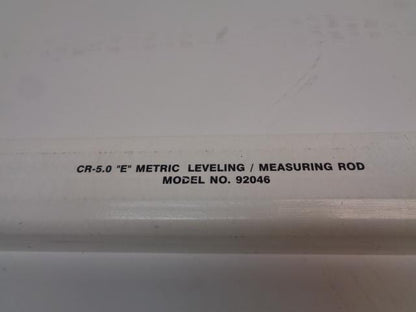 CR-5.0 "E" METRIC LEVELING / MEASURING ROD
MODEL NO. 92046